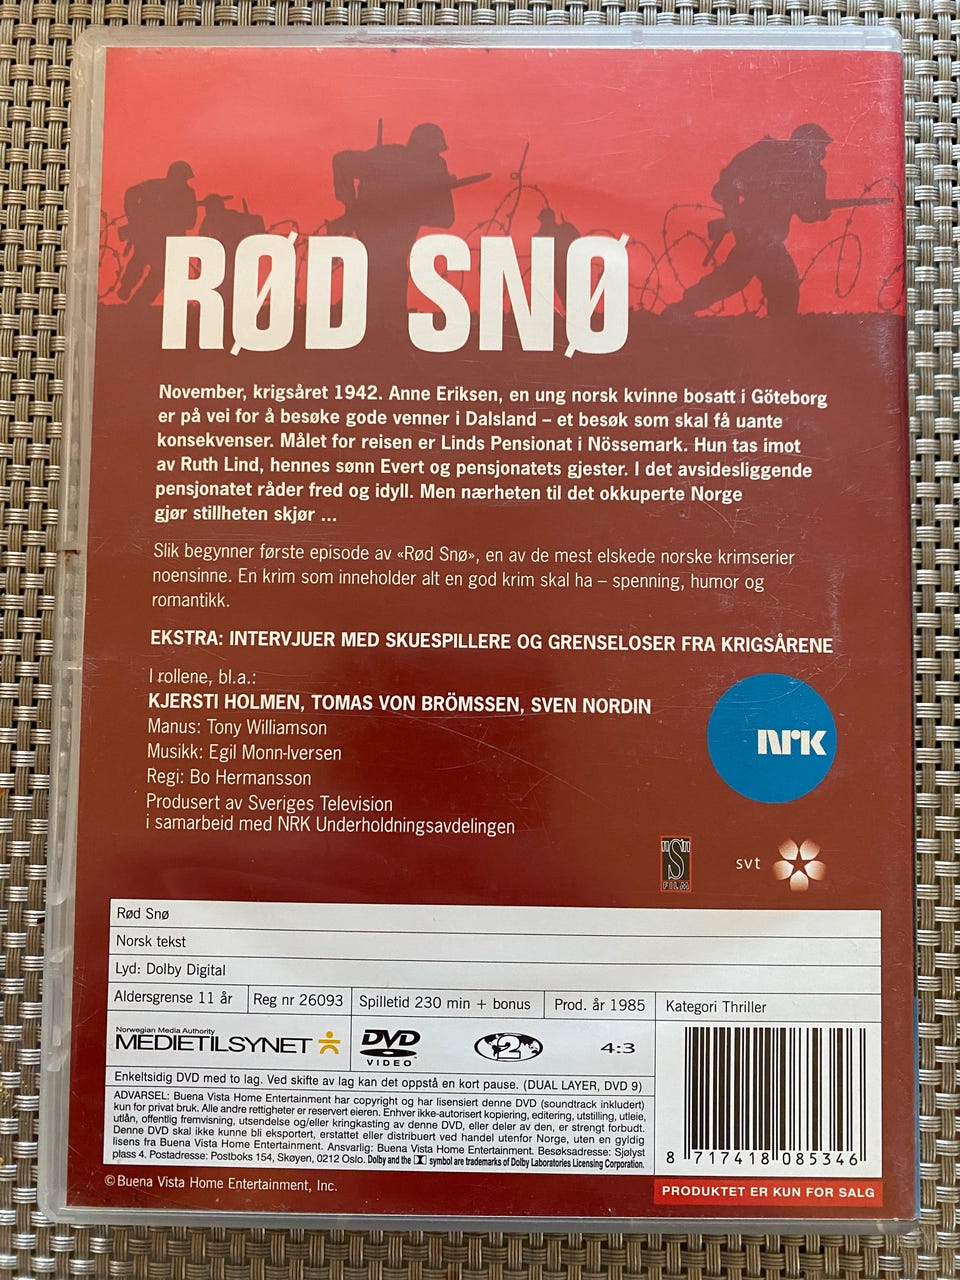 RØD SNØ
November, krigsåret 1942. Anne Eriksen, en ung norsk kvinne bosatt i Göteborg
er på vei for å besøke gode venner i Dalsland – et besøk som skal få uante
konsekvenser. Målet for reisen er Linds Pensionat i Nössemark. Hun tas imot
av Ruth Lind, hennes sønn Evert og pensjonatets gjester. I det avsidesliggende
pensjonatet råder fred og idyll. Men nærheten til det okkuperte Norge
gjør stillheten skjør ...
Slik begynner første episode av «Rød Snø», en av de mest elskede norske krimserier
noensinne. En krim som inneholder alt en god krim skal ha – spenning, humor og
romantikk.
EKSTRA: INTERVJUER MED SKUESPILLERE OG GRENSELOSER FRA KRIGSÅRENE
I rollene, bl.a.:
KJERSTI HOLMEN, TOMAS VON BRÖMSSEN, SVEN NORDIN
Manus: Tony Williamson
Musikk: Egil Monn-Iversen
Regi: Bo Hermansson
Produsert av Sveriges Television
i samarbeid med NRK Underholdningsavdelingen
NRK
S FILM
svt
Rød Snø
Norsk tekst
Lyd: Dolby Digital
Aldersgrense 11 år Reg nr 26093 Spilletid 230 min + bonus Prod. år 1985 Kategori Thriller
Norwegian Media Authority
MEDIETILSYNET
DVD VIDEO
2
4:3
Enkeltsidig DVD med to lag. Ved skifte av lag kan det oppstå en kort pause. (DUAL LAYER, DVD 9)
ADVARSEL: Buena Vista Home Entertainment har copyright og har lisensiert denne DVD (soundtrack inkludert)
kun for privat bruk. Alle andre rettigheter er reservert eieren. Enhver ikke-autorisert kopiering, editering, utstilling, utleie,
utlån, offentlig fremvisning, utsendelse og/eller kringkasting av denne DVD, eller deler av den, er strengt forbudt.
Denne DVD skal ikke kunne bli eksportert, erstattet eller distribuert ved handel utenfor Norge, uten en gyldig
lisens fra Buena Vista Home Entertainment. Ansvarlig: Buena Vista Home Entertainment. Besøksadresse: Sjølyst
plass 4. Postadresse: Postboks 154, Skøyen, 0212 Oslo. Dolby and the symbol are trademarks of Dolby Laboratories Licensing Corporation.
8 717418 085346
©Buena Vista Home Entertainment, Inc.
PRODUKTET ER KUN FOR SALG